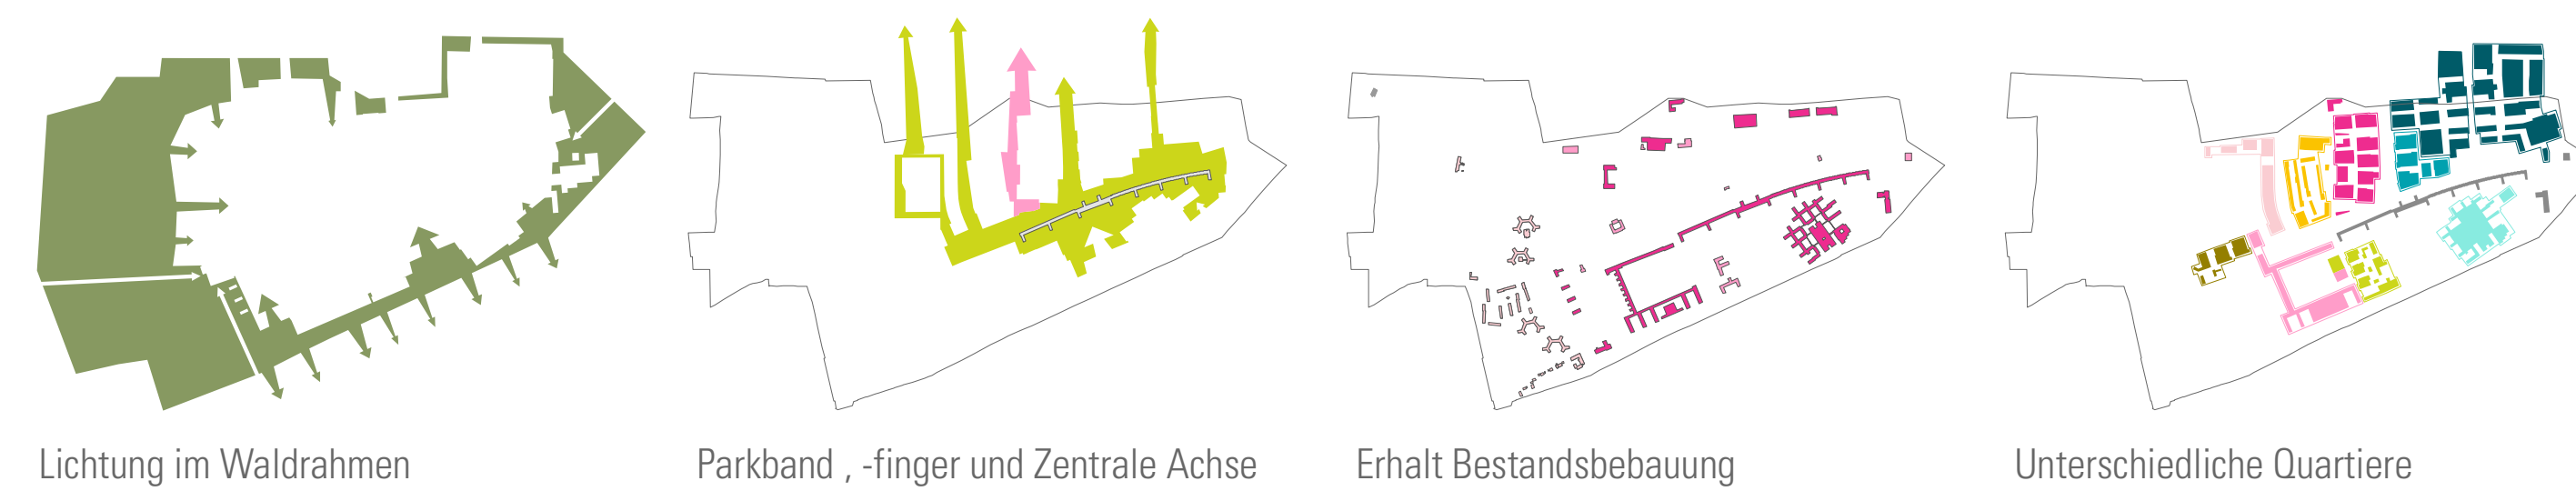 Lichtung im Waldrahmen
Parkband , -finger und Zentrale Achse
Erhalt Bestandsbebauung
Unterschiedliche Quartiere